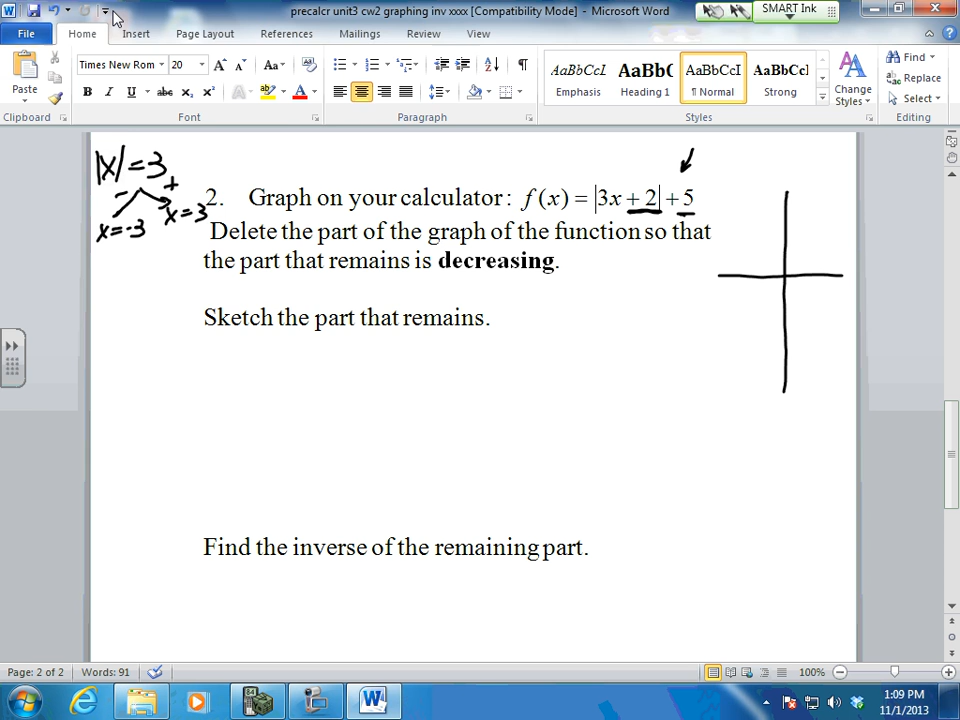 precalcr unit3 cw2 graphing inv xxxx [Compatibility Mode] - Microsoft Word
SMART Ink
File Home Insert Page Layout References Mailings Review View
Paste
Times New Rom 20
AaBbCcI AaBbC AaBbCcI AaBbCc
Emphasis Heading 1 ¶ Normal Strong
Change Styles
Find
Replace
Select
Clipboard Font Paragraph Styles Editing
|x| = 3
- +
x = -3 x = 3
2. Graph on your calculator: f(x) = |3x + 2| + 5
Delete the part of the graph of the function so that
the part that remains is decreasing.
Sketch the part that remains.
Find the inverse of the remaining part.
Page: 2 of 2 Words: 91 100%
1:09 PM
11/1/2013